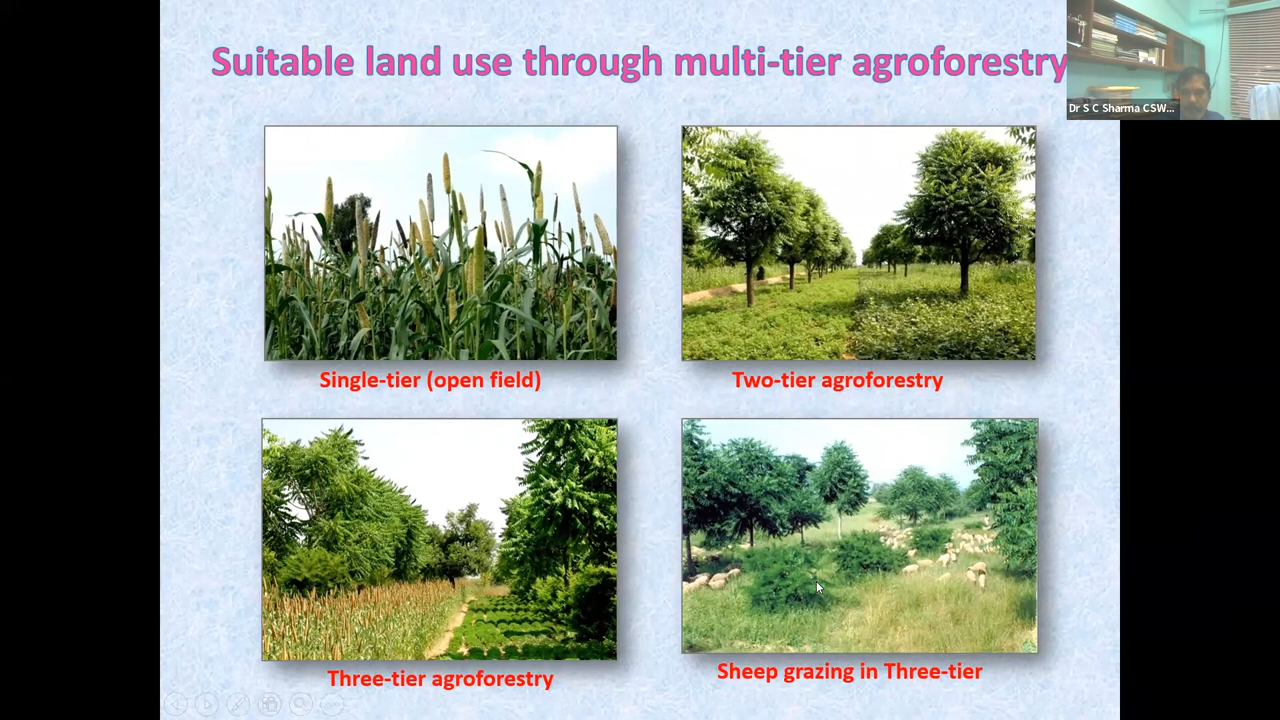 Suitable land use through multi-tier agroforestry
Dr S C Sharma CSW...
Single-tier (open field)
Two-tier agroforestry
Three-tier agroforestry
Sheep grazing in Three-tier